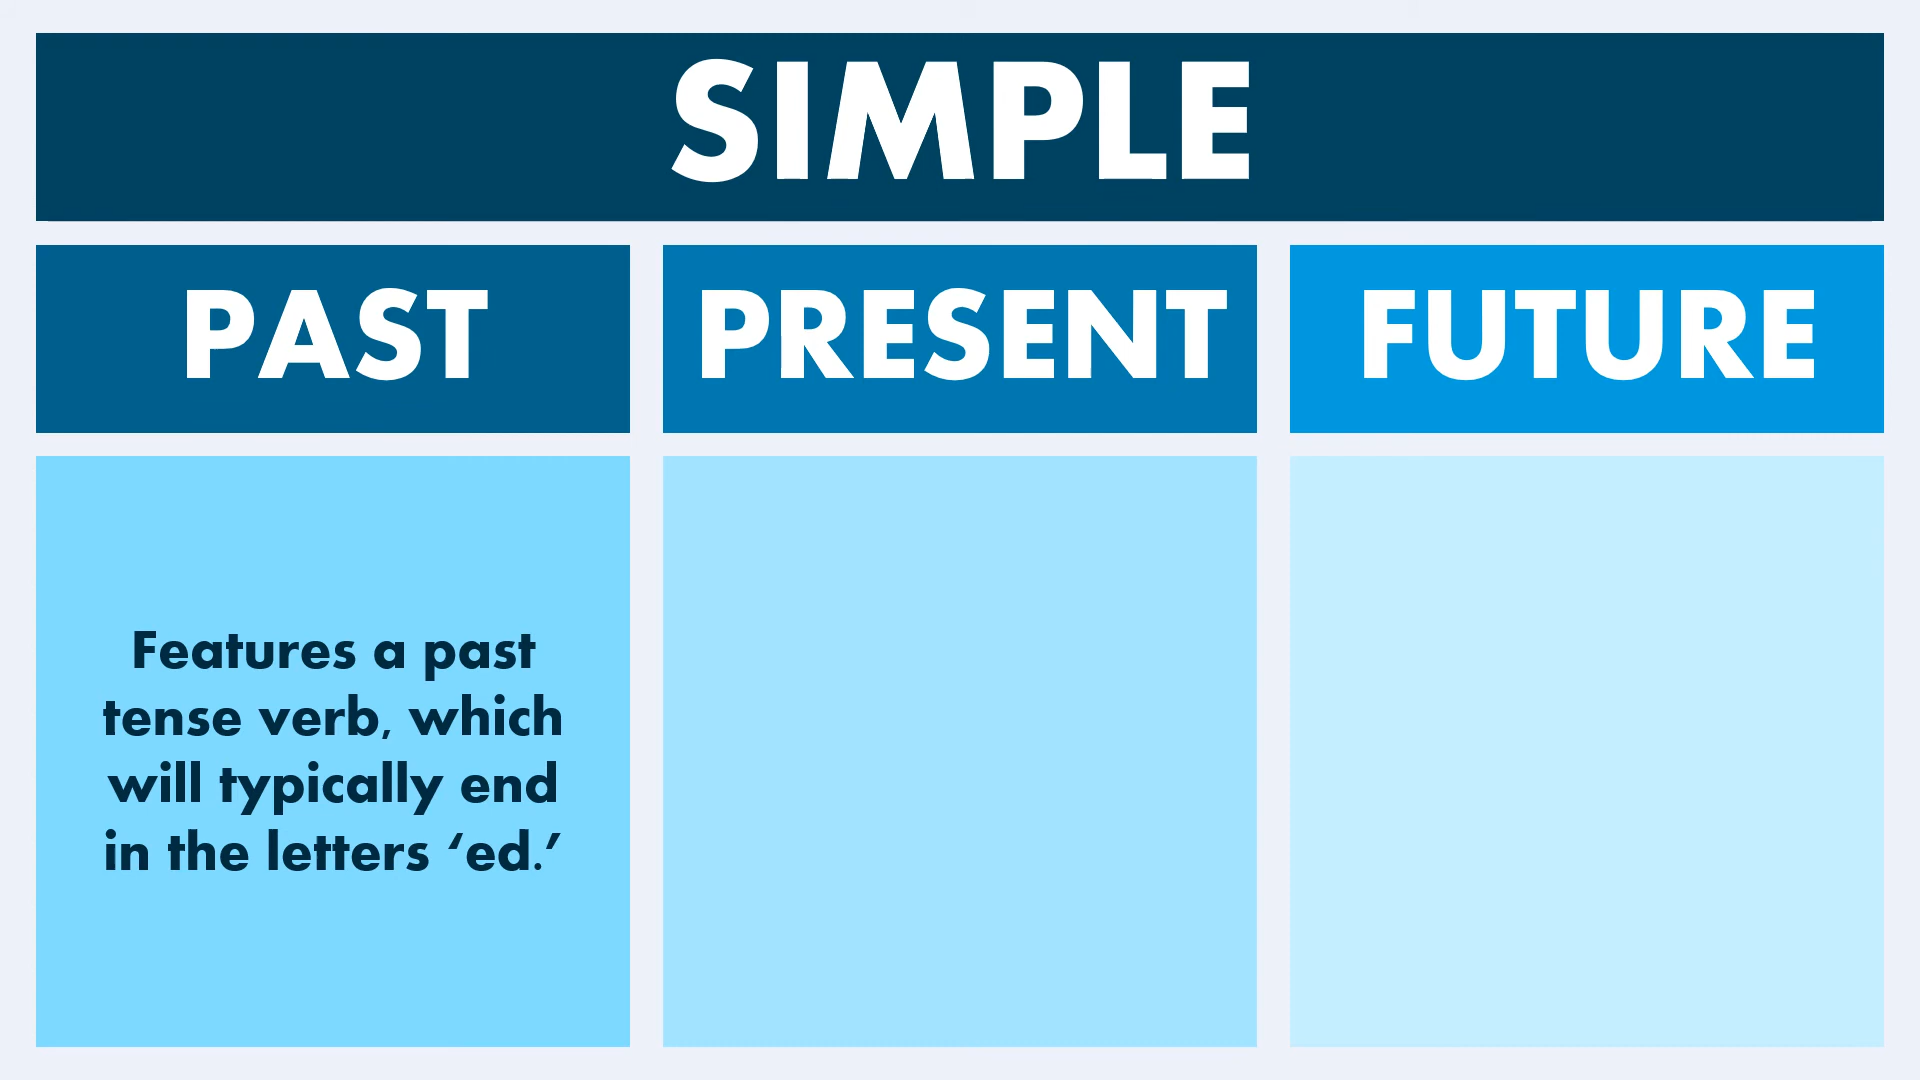 SIMPLE
PAST
PRESENT
FUTURE
Features a past
tense verb, which
will typically end
in the letters ‘ed.’